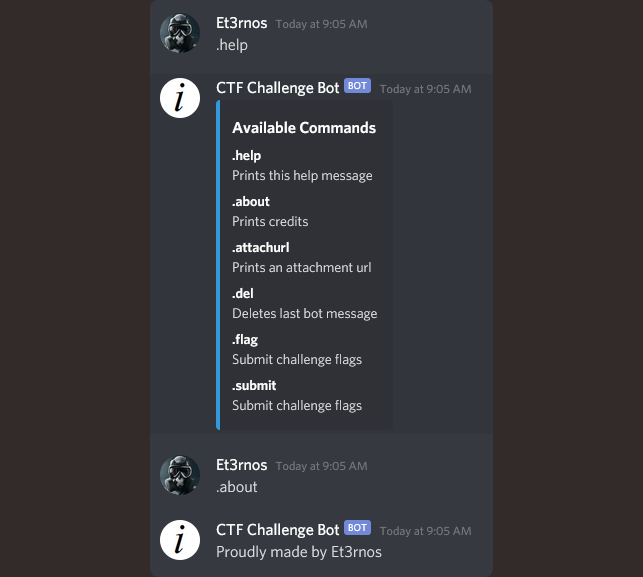 Et3rnos Today at 9:05 AM
.help
i
CTF Challenge Bot BOT Today at 9:05 AM
Available Commands
.help
Prints this help message
.about
Prints credits
.attachurl
Prints an attachment url
.del
Deletes last bot message
.flag
Submit challenge flags
.submit
Submit challenge flags
Et3rnos Today at 9:05 AM
.about
i
CTF Challenge Bot BOT Today at 9:05 AM
Proudly made by Et3rnos